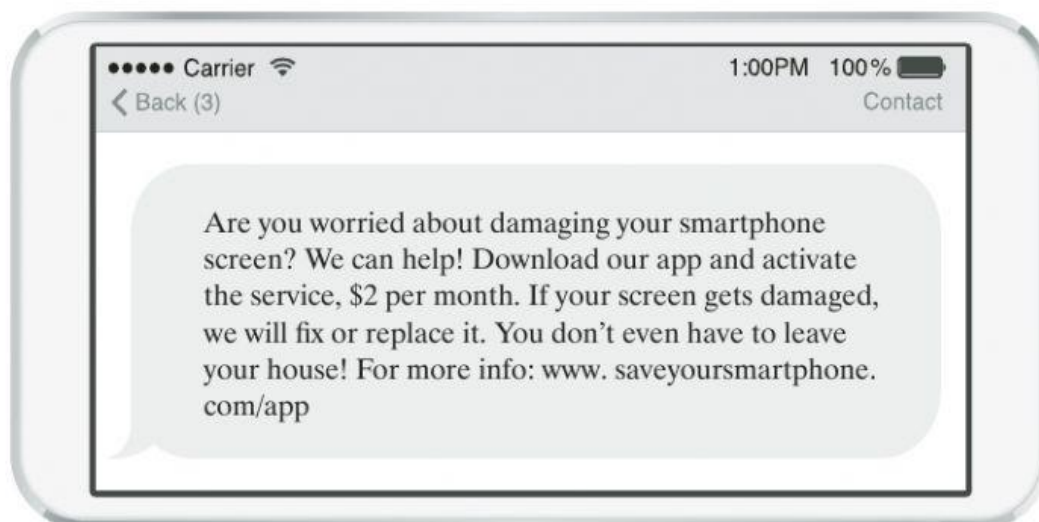 ●●●●● Carrier 1:00PM 100%
Back (3) Contact
Are you worried about damaging your smartphone
screen? We can help! Download our app and activate
the service, $2 per month. If your screen gets damaged,
we will fix or replace it. You don’t even have to leave
your house! For more info: www. saveyoursmartphone.
com/app